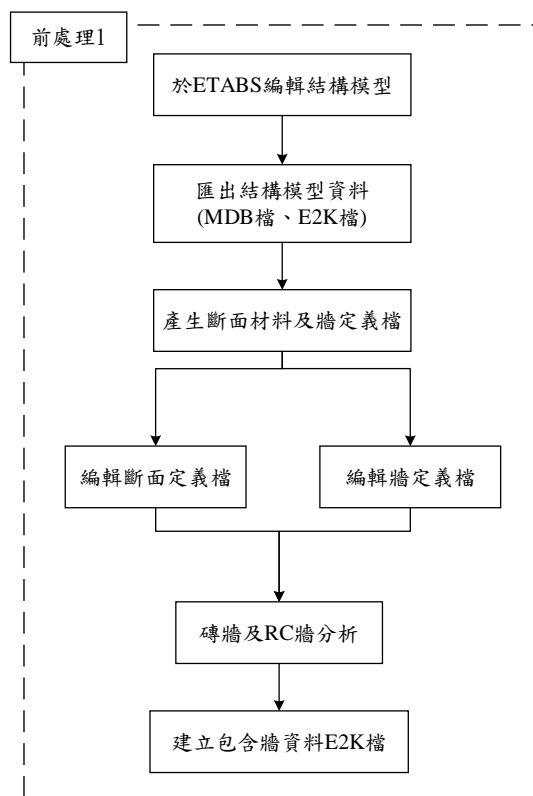 前處理1
於ETABS編輯結構模型
匯出結構模型資料
(MDB檔、E2K檔)
產生斷面材料及牆定義檔
編輯斷面定義檔
編輯牆定義檔
磚牆及RC牆分析
建立包含牆資料E2K檔